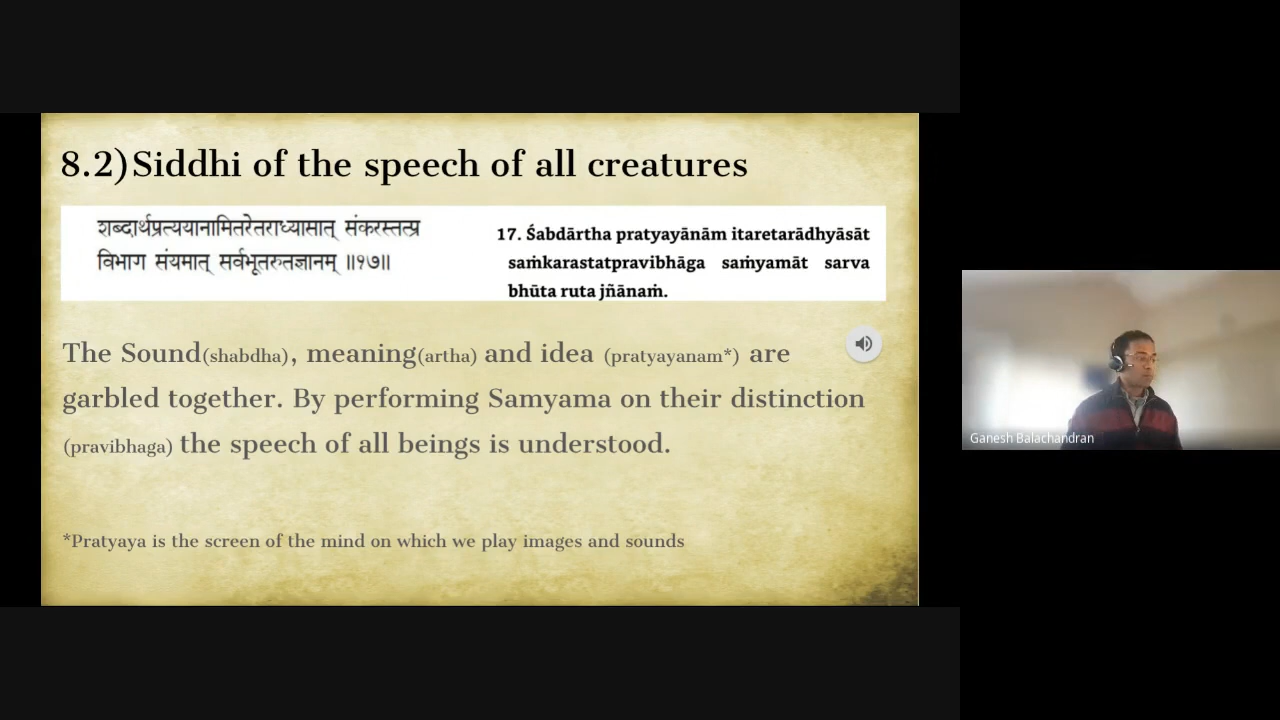 8.2)Siddhi of the speech of all creatures
शब्दार्थप्रत्ययानामितरेतराध्यासात् संकरस्तत्प्र
विभाग संयमात् सर्वभूतरुतज्ञानम् ॥१७॥
17. Śabdārtha pratyayānām itaretarādhyāsāt
saṁkarastatpravibhāga saṁyamāt sarva
bhūta ruta jñānaṁ.
The Sound(shabdha), meaning(artha) and idea (pratyayanam*) are
garbled together. By performing Samyama on their distinction
(pravibhaga) the speech of all beings is understood.
*Pratyaya is the screen of the mind on which we play images and sounds
Ganesh Balachandran